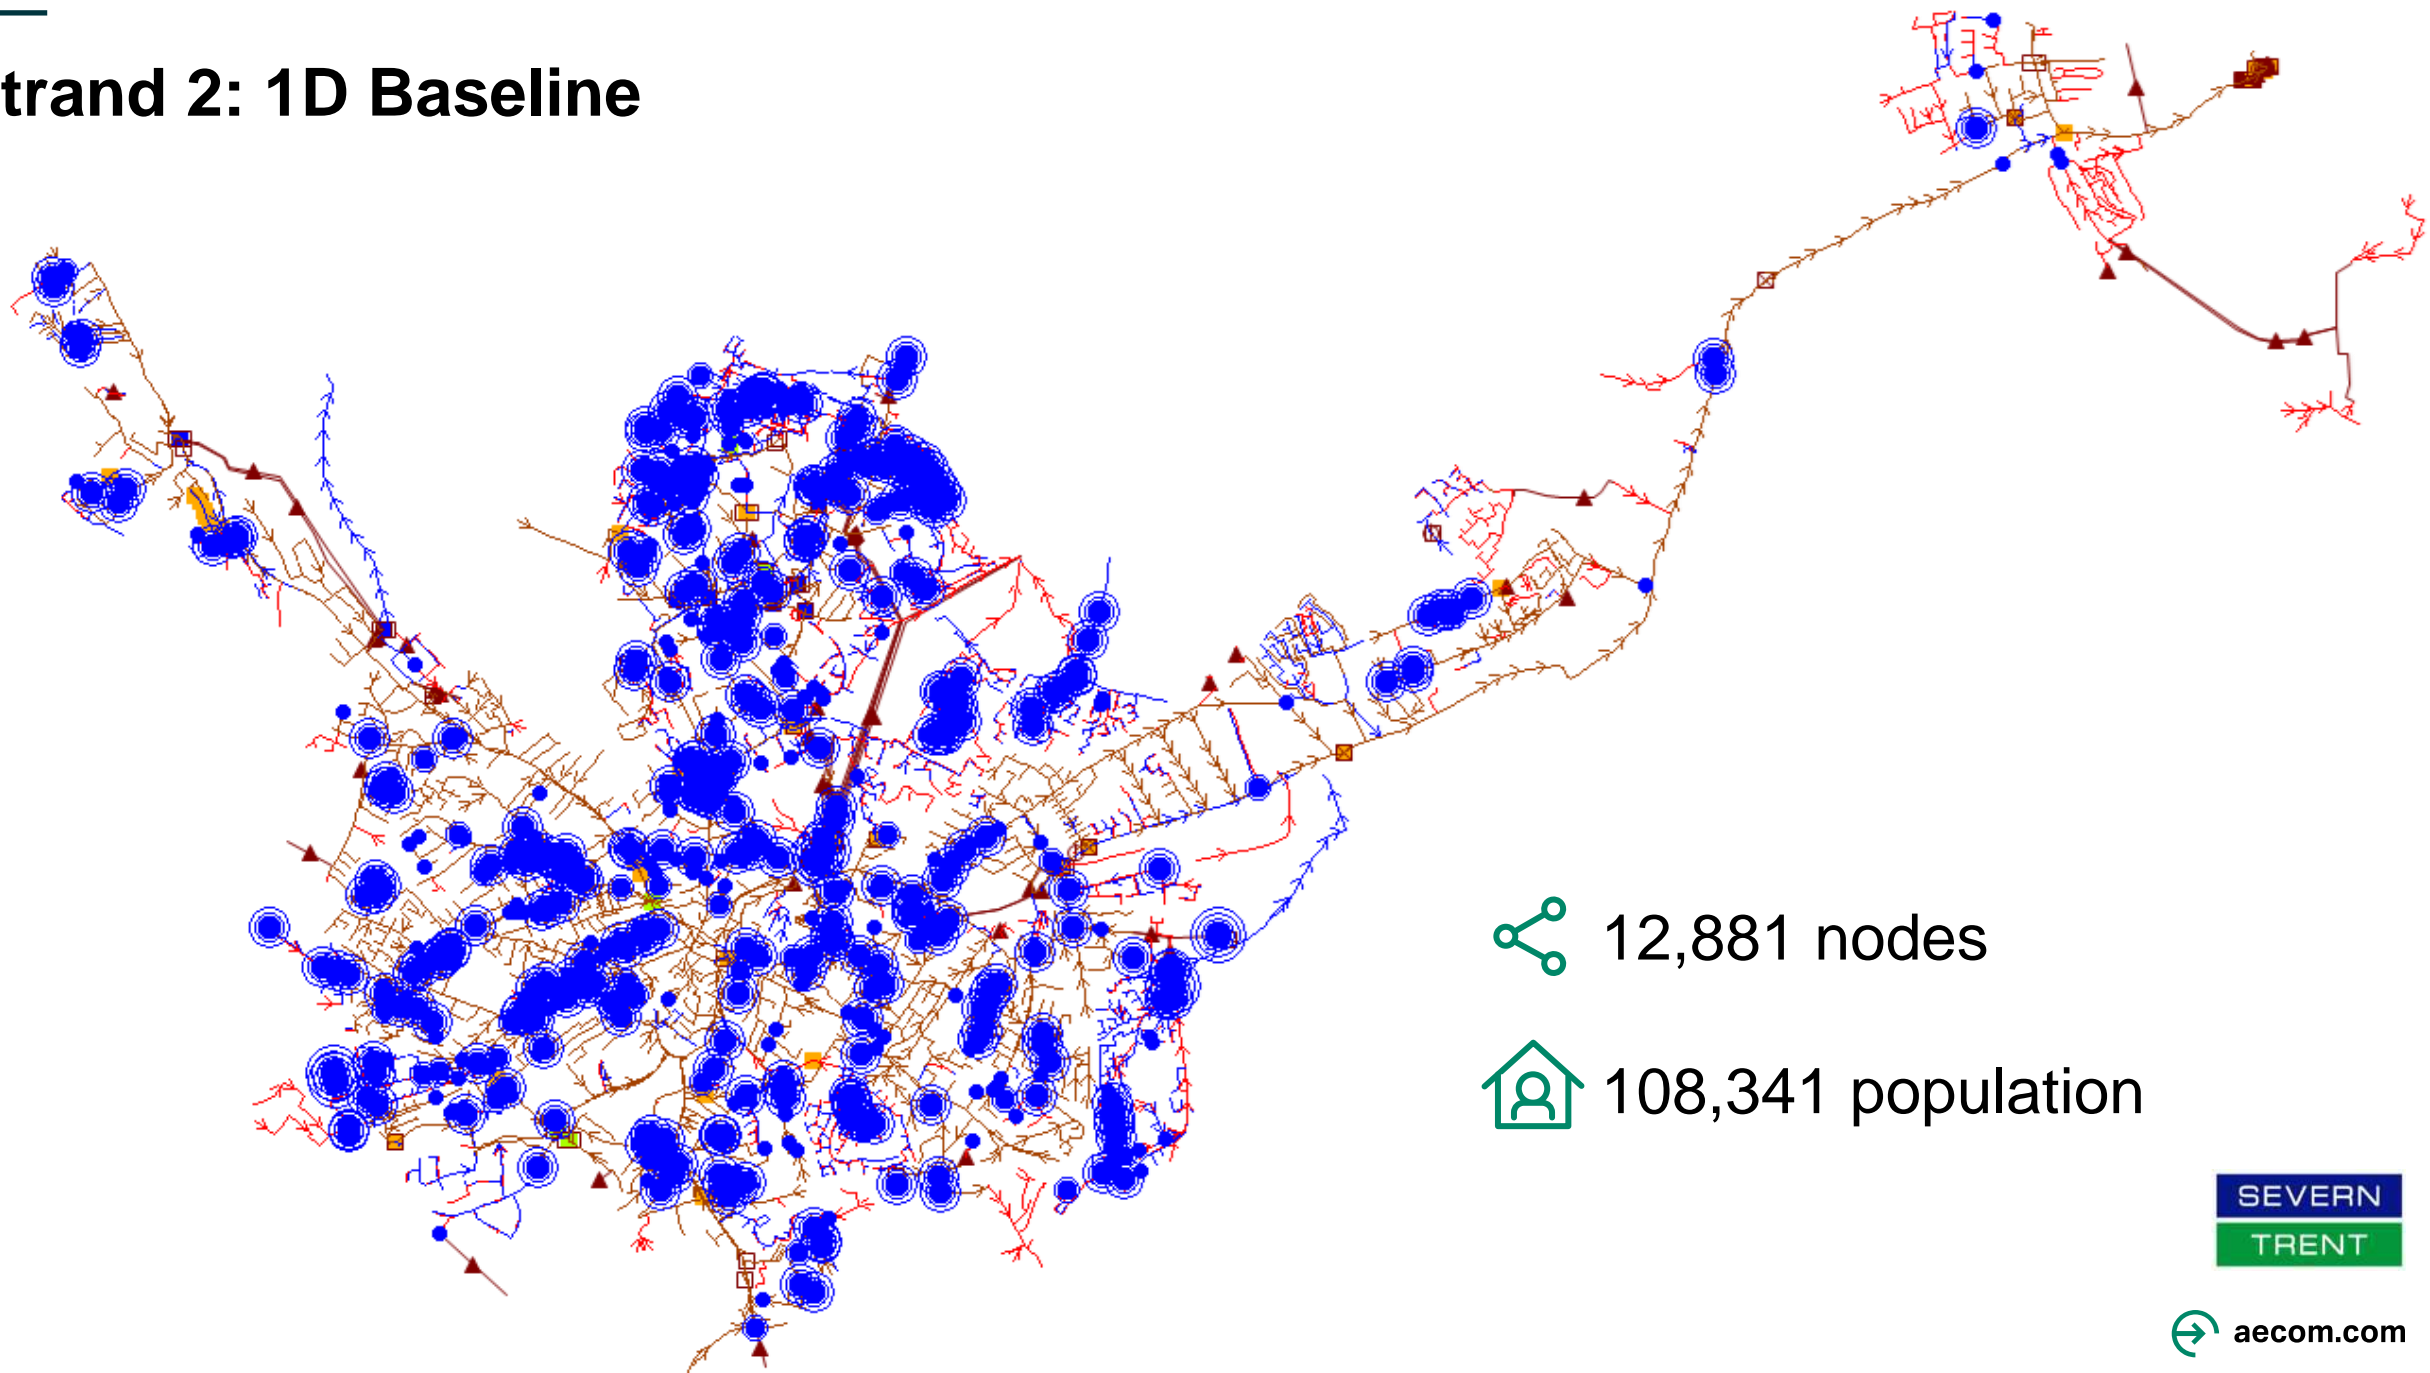 trand 2: 1D Baseline
12,881 nodes
108,341 population
SEVERN
TRENT
aecom.com